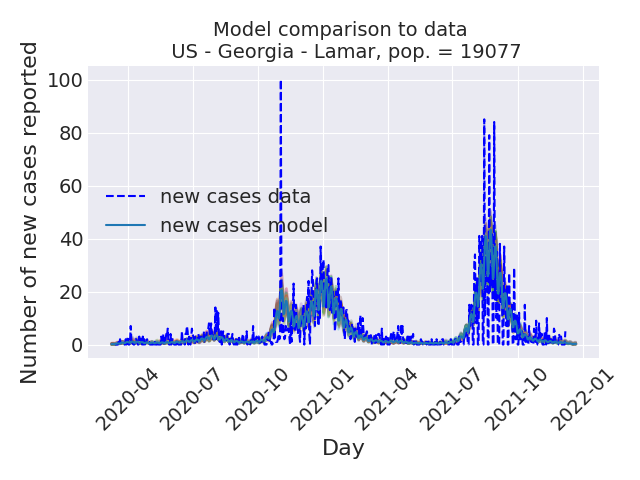 Model comparison to data
US - Georgia - Lamar, pop. = 19077
Number of new cases reported
100
80
60
40
20
0
new cases data
new cases model
2020-04
2020-07
2020-10
2021-01
2021-04
2021-07
2021-10
2022-01
Day